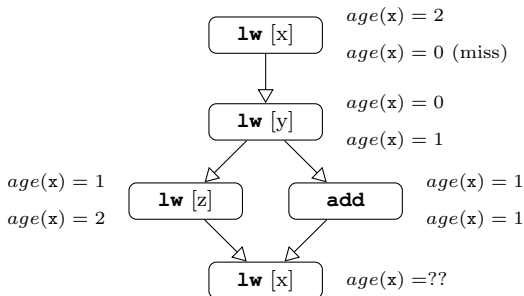 age(x) = 2
lw [x]
age(x) = 0 (miss)
age(x) = 0
lw [y]
age(x) = 1
age(x) = 1
lw [z]
age(x) = 2
add
age(x) = 1
age(x) = 1
lw [x]
age(x) =??